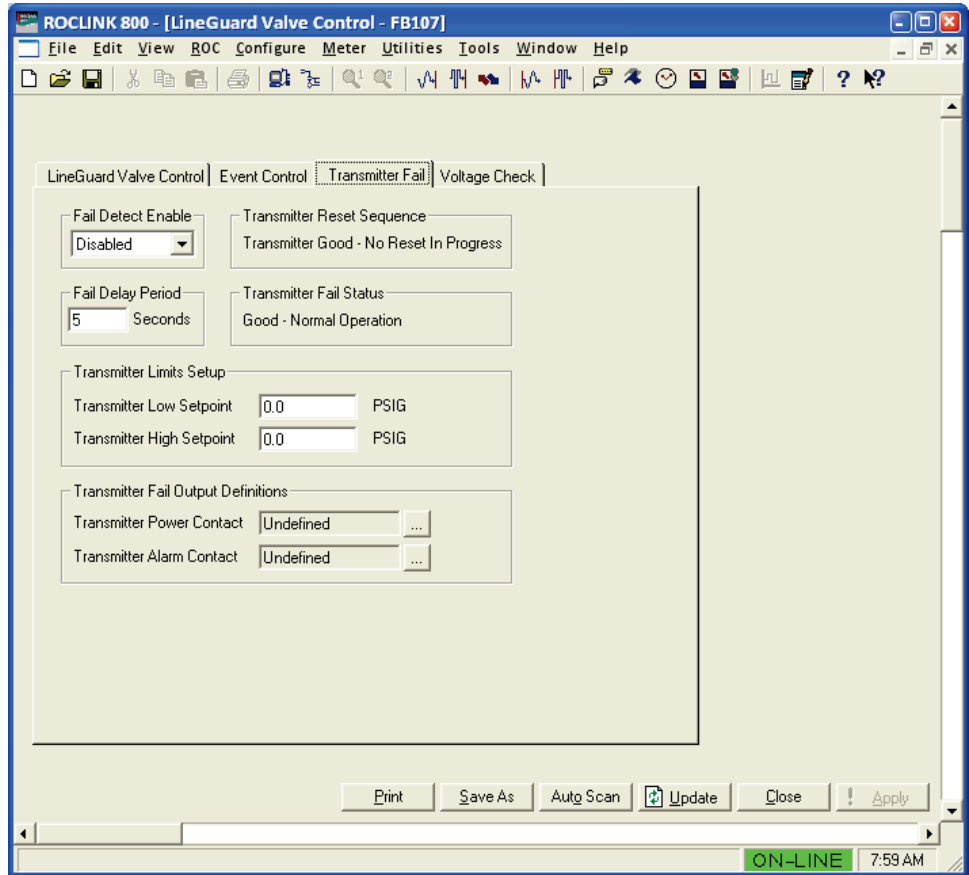 ROCLINK 800 - [LineGuard Valve Control - FB107]
File Edit View ROC Configure Meter Utilities Tools Window Help
LineGuard Valve Control Event Control Transmitter Fail Voltage Check
Fail Detect Enable
Disabled
Transmitter Reset Sequence
Transmitter Good - No Reset In Progress
Fail Delay Period
5 Seconds
Transmitter Fail Status
Good - Normal Operation
Transmitter Limits Setup
Transmitter Low Setpoint 0.0 PSIG
Transmitter High Setpoint 0.0 PSIG
Transmitter Fail Output Definitions
Transmitter Power Contact Undefined ...
Transmitter Alarm Contact Undefined ...
Print Save As Auto Scan Update Close ! Apply
ON-LINE 7:59 AM